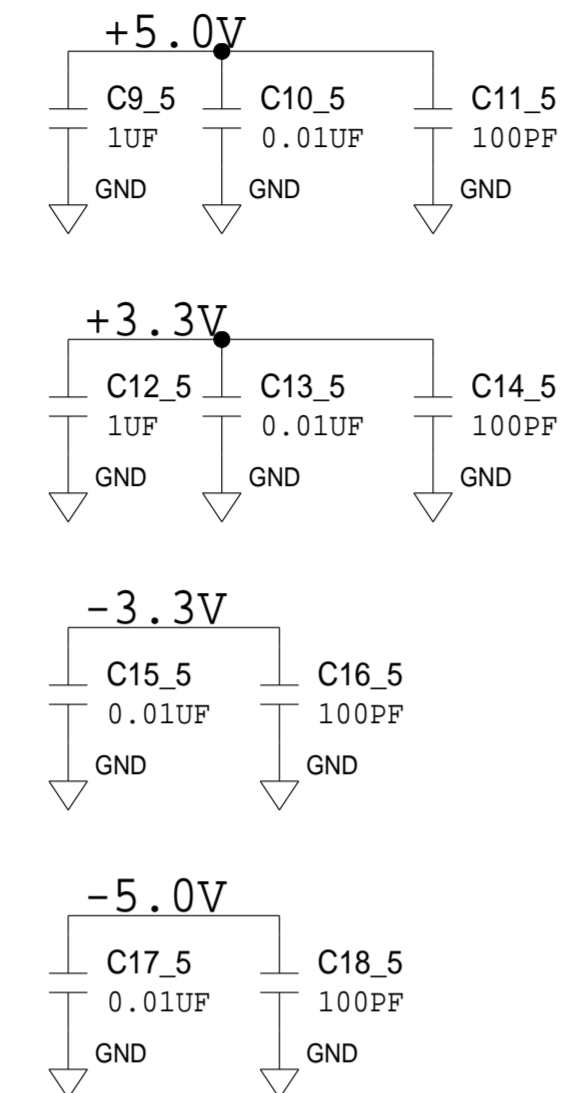 +5.0V
C9_5 C10_5 C11_5
1UF 0.01UF 100PF
GND GND GND
+3.3V
C12_5 C13_5 C14_5
1UF 0.01UF 100PF
GND GND GND
-3.3V
C15_5 C16_5
0.01UF 100PF
GND GND
-5.0V
C17_5 C18_5
0.01UF 100PF
GND GND